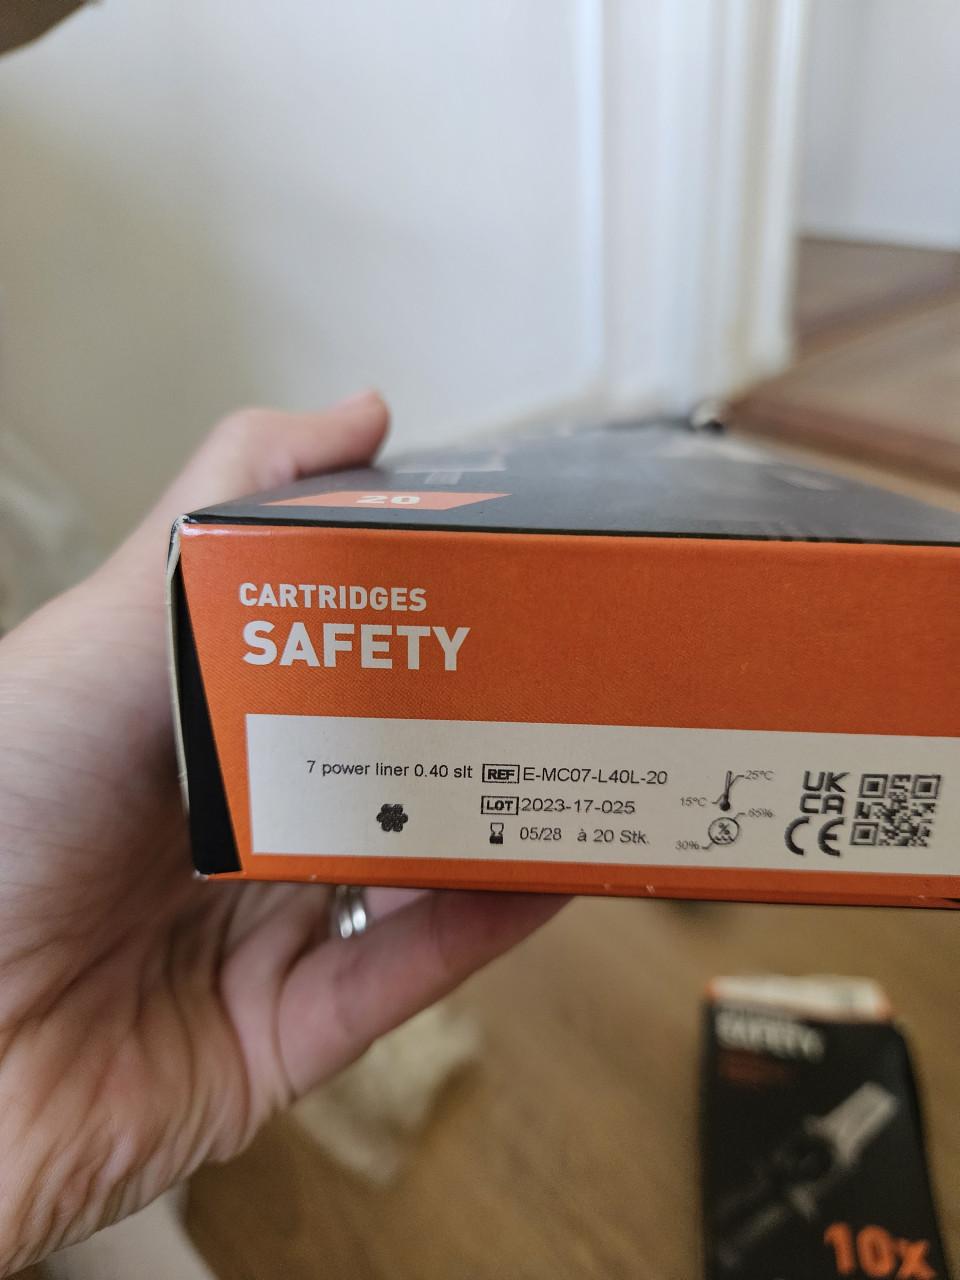 20
CARTRIDGES
SAFETY
7 power liner 0.40 slt REF E-MC07-L40L-20
LOT 2023-17-025
05/28 à 20 Stk.
25°C
15°C
65%
%
30%
UK
CA
CE
SAFETY
10x